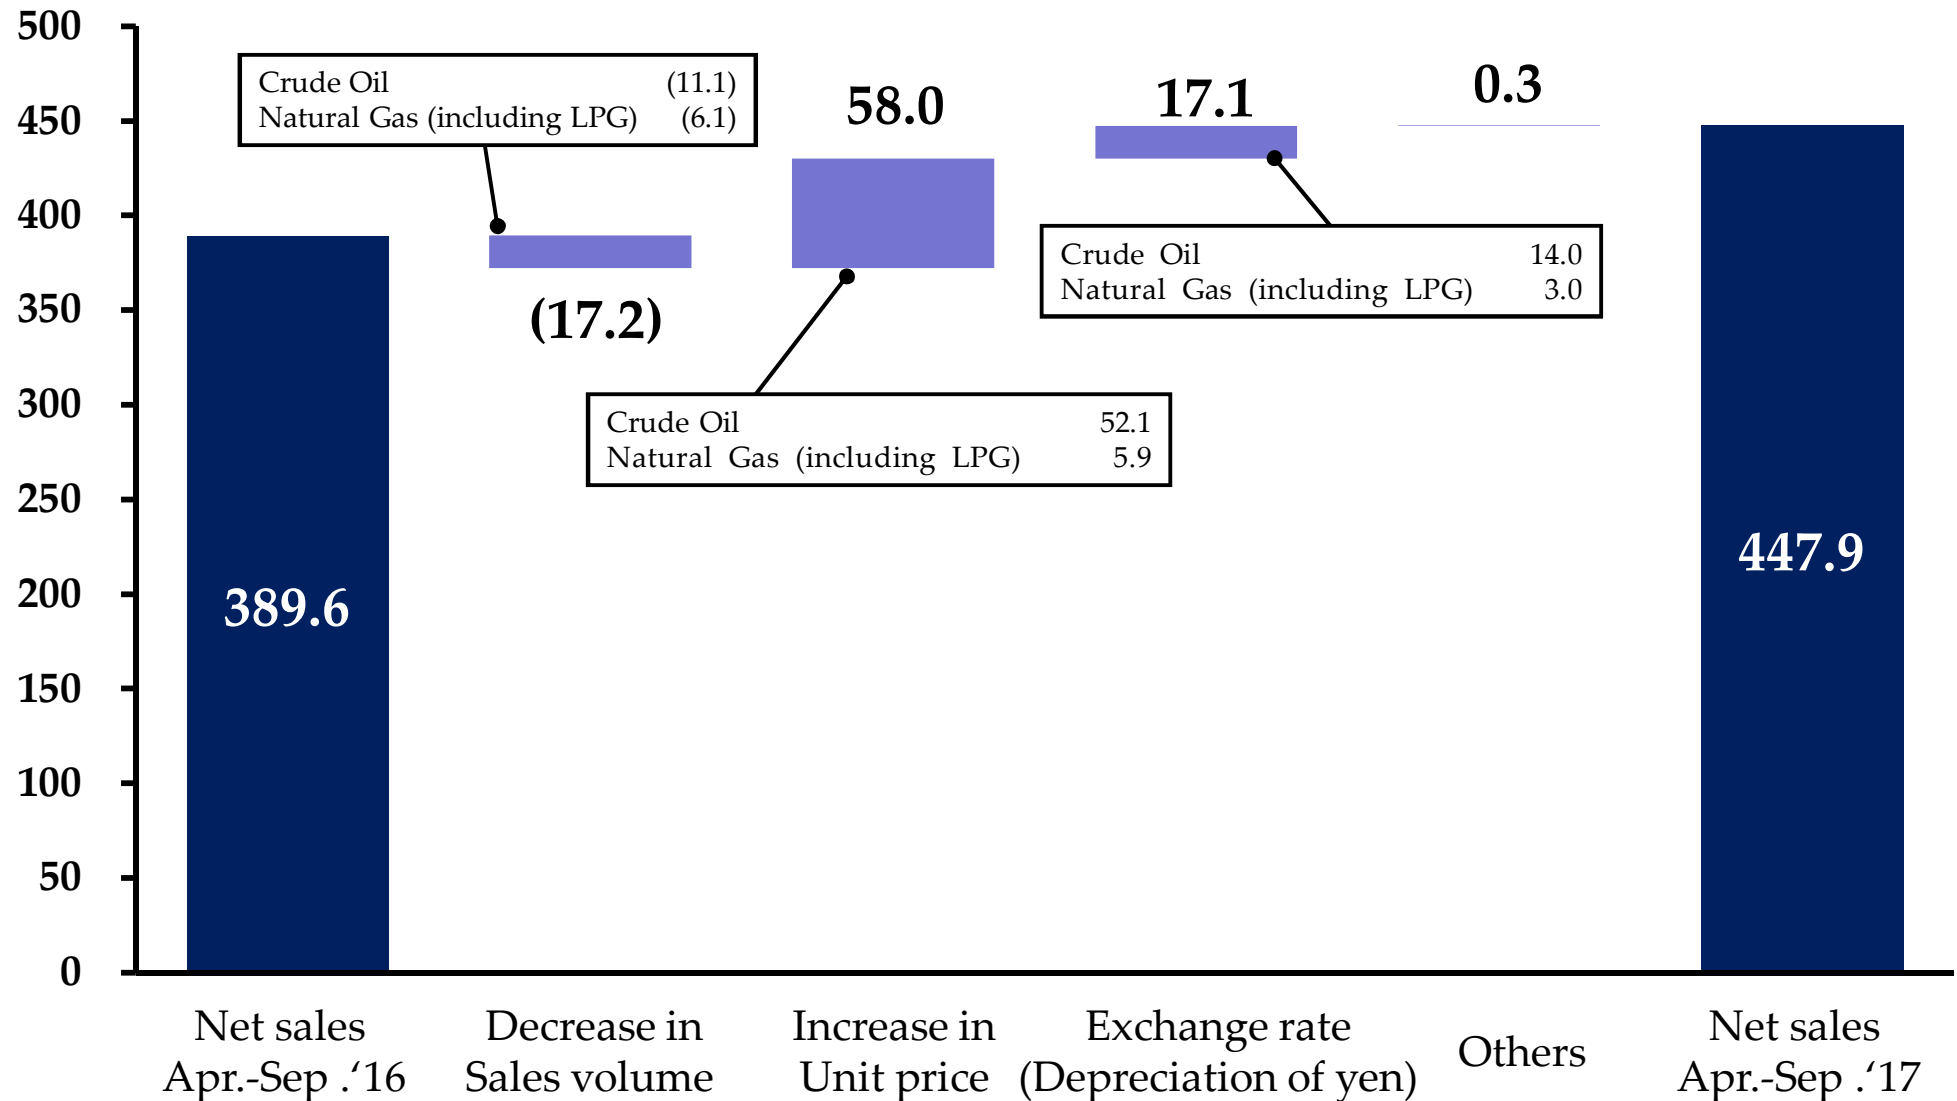 500
450
400
350
300
250
200
150
100
50
0
Crude Oil (11.1)
Natural Gas (including LPG) (6.1)
58.0
17.1
0.3
(17.2)
Crude Oil 14.0
Natural Gas (including LPG) 3.0
Crude Oil 52.1
Natural Gas (including LPG) 5.9
389.6
447.9
Net sales
Apr.-Sep .‘16
Decrease in
Sales volume
Increase in
Unit price
Exchange rate
(Depreciation of yen)
Others
Net sales
Apr.-Sep .‘17